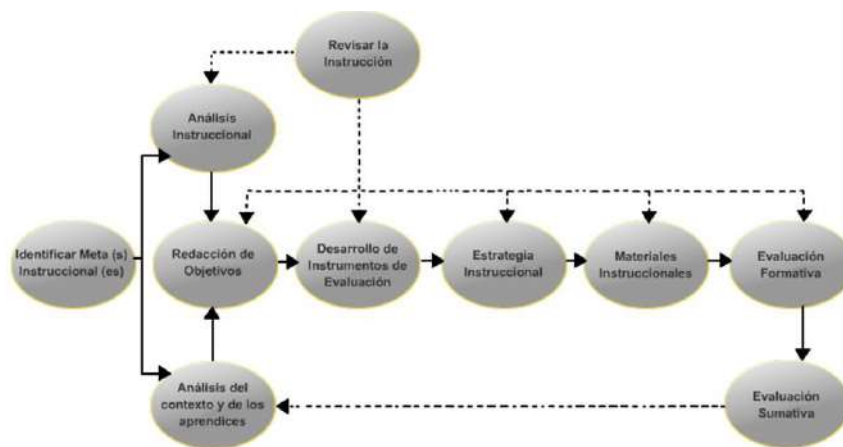 Revisar la
Instrucción
Análisis
Instruccional
Identificar Meta (s)
Instruccional (es)
Redacción de
Objetivos
Desarrollo de
Instrumentos de
Evaluación
Estrategia
Instruccional
Materiales
Instruccionales
Evaluación
Formativa
Análisis del
contexto y de los
aprendices
Evaluación
Sumativa